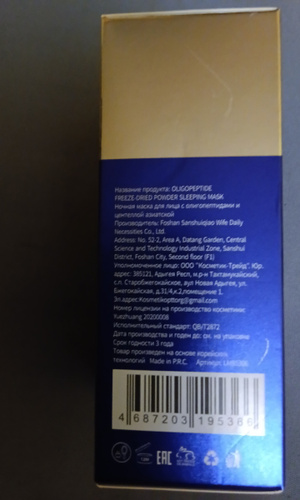 Название продукта: OLIGOPEPTIDE
FREEZE-DRIED POWDER SLEEPING MASK
Ночная маска для лица с олигопептидами и
центеллой азиатской
Производитель: Foshan Sanshuiqiao Wife Daily
Necessities Co., Ltd.
Address: No. 52-2, Area A, Datang Garden, Central
Science and Technology Industrial Zone, Sanshui
District, Foshan City, Second floor (F1)
Уполномоченное лицо: ООО "Косметик-Трейд". Юр.
адрес: 385121, Адыгея Респ, м.р-н Тахтамукайский,
с.п. Старобжегокайское, аул Новая Адыгея, ул.
Бжегокайская, д.31/4,к.2,помещение 1.
Эл.адрес:Kosmetikopttorg@gmail.com
Номер лицензии на производство косметики:
Xuozhuang 20200008
Исполнительный стандарт: QB/T2872
Дата производства и годен до: см. на упаковке
Срок годности 3 года
Товар произведен на основе корейских
технологий Made in P.R.C. Артикул:
4 687203 195366
EAC